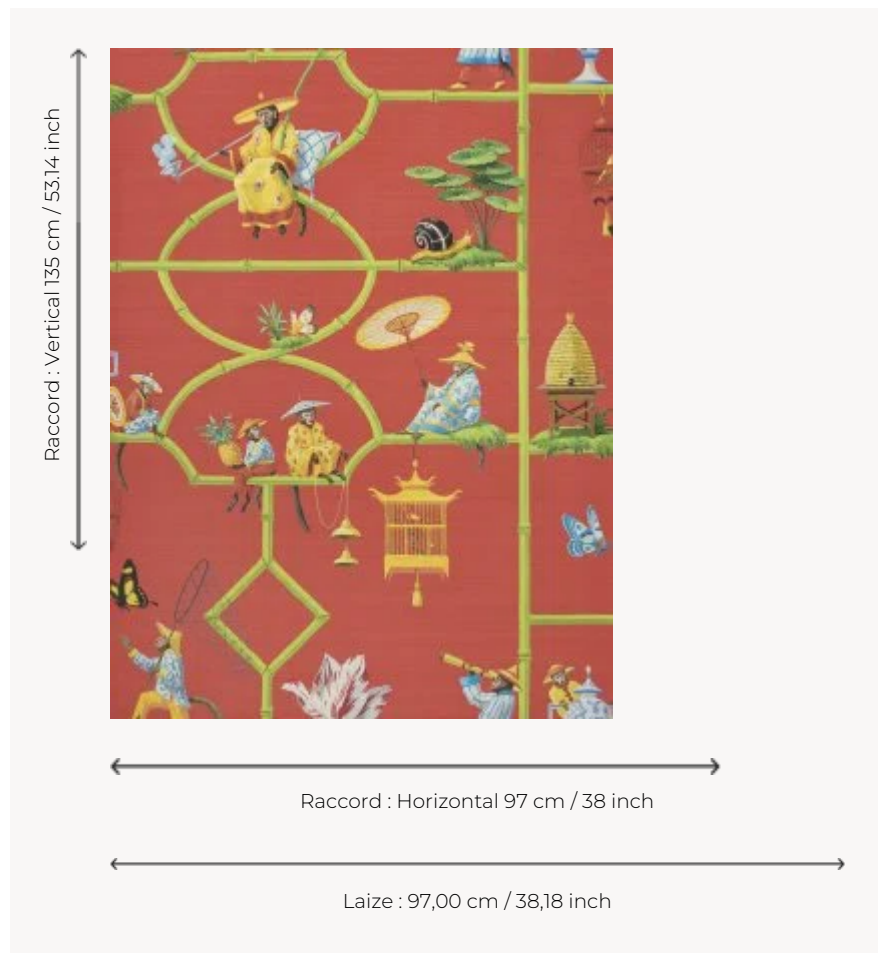 Raccord : Vertical 135 cm / 53.14 inch
Raccord : Horizontal 97 cm / 38 inch
Laize : 97,00 cm / 38,18 inch